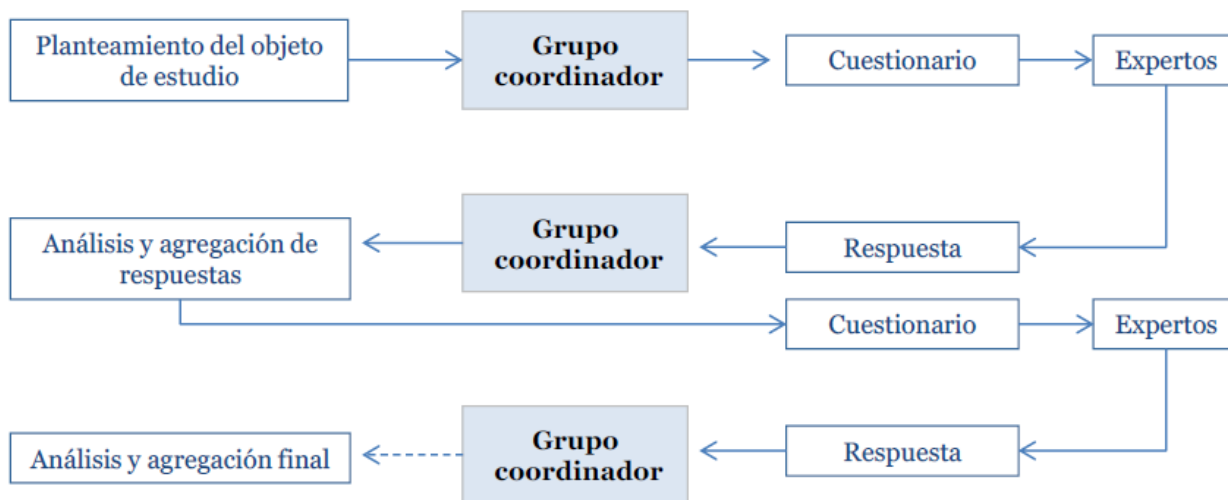 Planteamiento del objeto
de estudio
Grupo
coordinador
Cuestionario
Expertos
Análisis y agregación de
respuestas
Grupo
coordinador
Respuesta
Cuestionario
Expertos
Análisis y agregación final
Grupo
coordinador
Respuesta